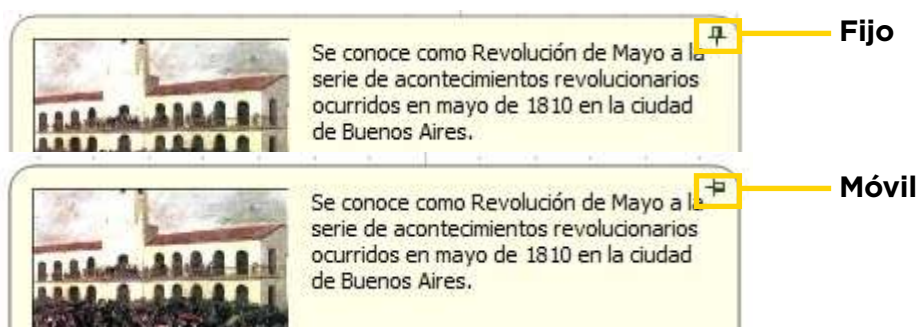 Se conoce como Revolución de Mayo a la
serie de acontecimientos revolucionarios
ocurridos en mayo de 1810 en la ciudad
de Buenos Aires.
Fijo
Se conoce como Revolución de Mayo a la
serie de acontecimientos revolucionarios
ocurridos en mayo de 1810 en la ciudad
de Buenos Aires.
Móvil